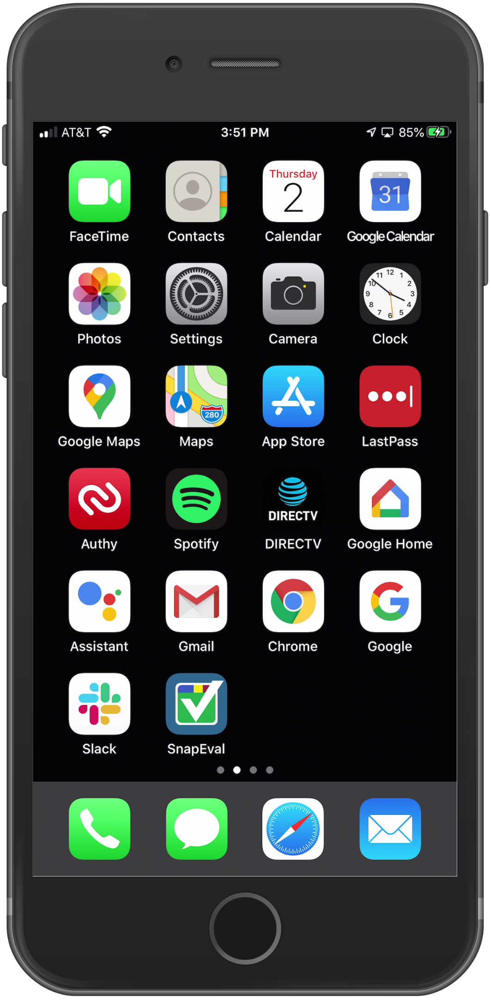 AT&T 3:51 PM 85%
Thursday
2 31
FaceTime Contacts Calendar Google Calendar
12
11 1
10 2
9 3
8 4
7 5
6
Photos Settings Camera Clock
280
Google Maps Maps App Store LastPass
DIRECTV
Authy Spotify DIRECTV Google Home
G
Assistant Gmail Chrome Google
Slack SnapEval